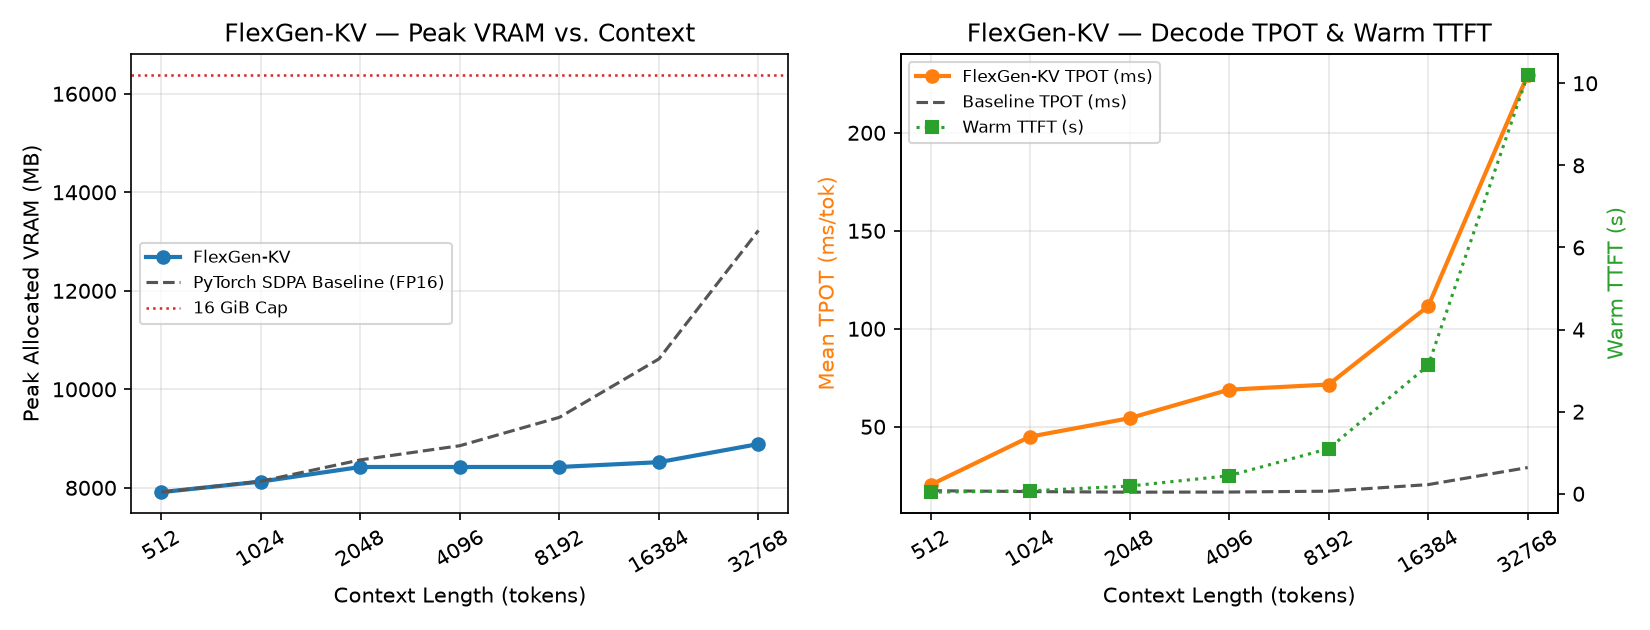 FlexGen-KV — Peak VRAM vs. Context
Peak Allocated VRAM (MB)
16000
14000
12000
10000
8000
FlexGen-KV
PyTorch SDPA Baseline (FP16)
16 GiB Cap
512
1024
2048
4096
8192
16384
32768
Context Length (tokens)
FlexGen-KV — Decode TPOT & Warm TTFT
Mean TPOT (ms/tok)
200
150
100
50
FlexGen-KV TPOT (ms)
Baseline TPOT (ms)
Warm TTFT (s)
10
8
6
4
2
0
Warm TTFT (s)
512
1024
2048
4096
8192
16384
32768
Context Length (tokens)